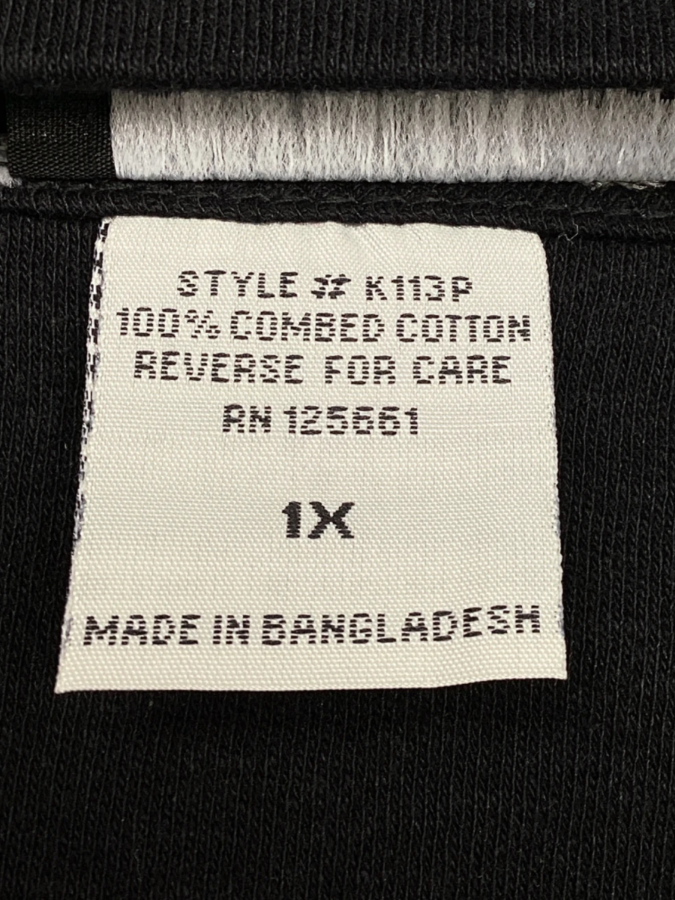 STYLE # K113P
100% COMBED COTTON
REVERSE FOR CARE
RN 125661
1X
MADE IN BANGLADESH